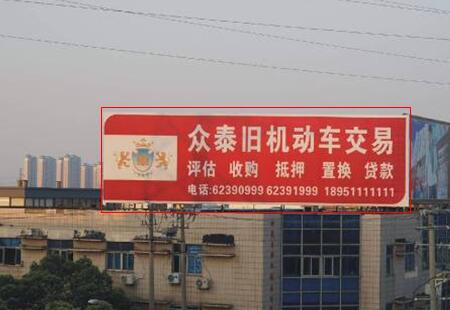 众泰旧机动车交易
评估 收购 抵押 置换 贷款
电话:62390999 62391999 18951111111